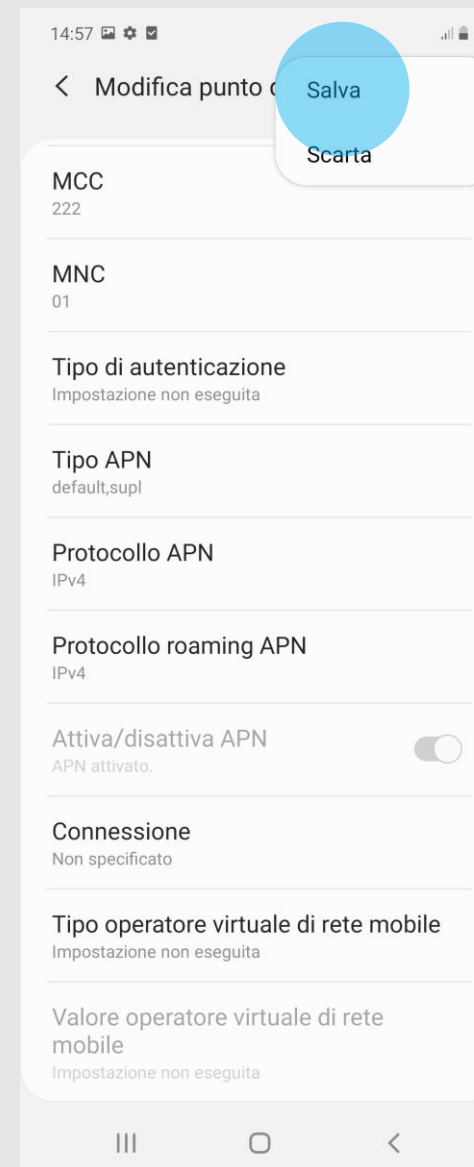 14:57
Modifica punto d
Salva
Scarta
MCC
222
MNC
01
Tipo di autenticazione
Impostazione non eseguita
Tipo APN
default,supl
Protocollo APN
IPv4
Protocollo roaming APN
IPv4
Attiva/disattiva APN
APN attivato.
Connessione
Non specificato
Tipo operatore virtuale di rete mobile
Impostazione non eseguita
Valore operatore virtuale di rete
mobile
Impostazione non eseguita